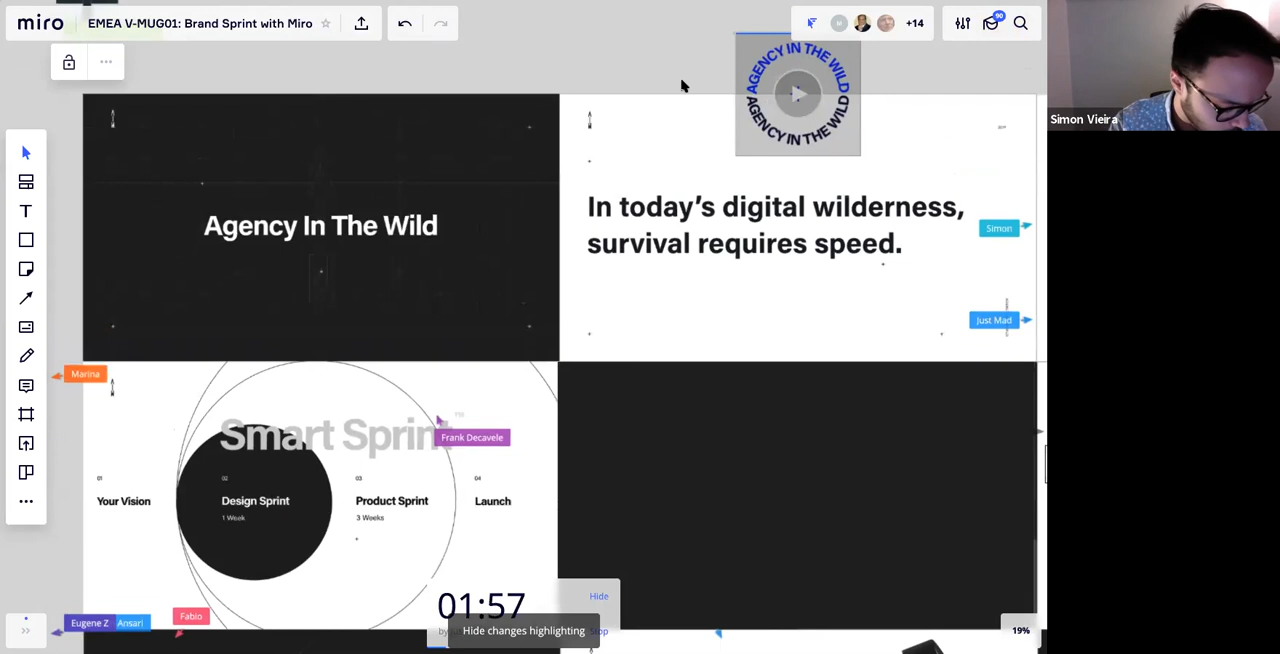 miro
EMEA V-MUG01: Brand Sprint with Miro
+14
90
AGENCY IN THE WILD
AGENCY IN THE WILD
Simon Vieira
Agency In The Wild
In today's digital wilderness,
survival requires speed.
Simon
Just Mad
Marina
Smart Sprint
Frank Decavele
01
02
03
04
Your Vision
Design Sprint
Product Sprint
Launch
1 Week
3 Weeks
01:57
Hide
by
Hide changes highlighting
Stop
Eugene Z
Ansari
Fabio
19%